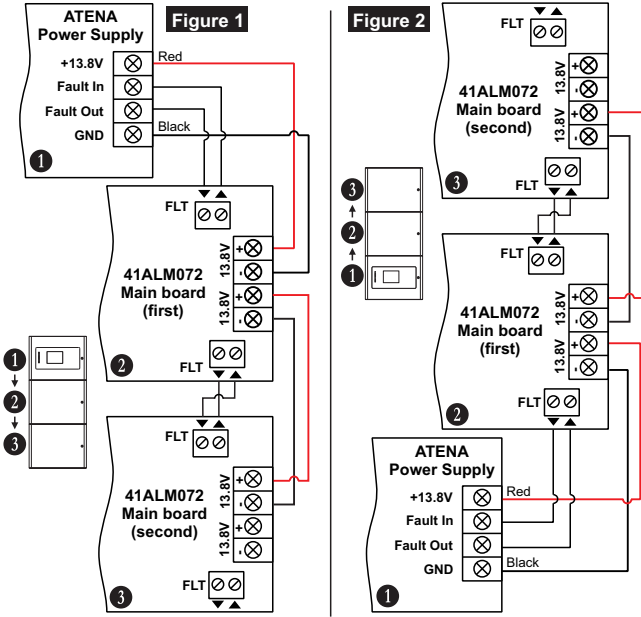 Figure 1
ATENA
Power Supply
+13.8V
Red
Fault In
Fault Out
GND
Black
1
FLT
41ALM072
Main board
(first)
13.8V
+
-
13.8V
+
-
FLT
2
1
2
3
FLT
41ALM072
Main board
(second)
13.8V
+
-
13.8V
+
-
FLT
3
Figure 2
FLT
41ALM072
Main board
(second)
13.8V
+
-
13.8V
+
-
FLT
3
3
2
1
FLT
41ALM072
Main board
(first)
13.8V
+
-
13.8V
+
-
FLT
2
ATENA
Power Supply
+13.8V
Red
Fault In
Fault Out
GND
Black
1